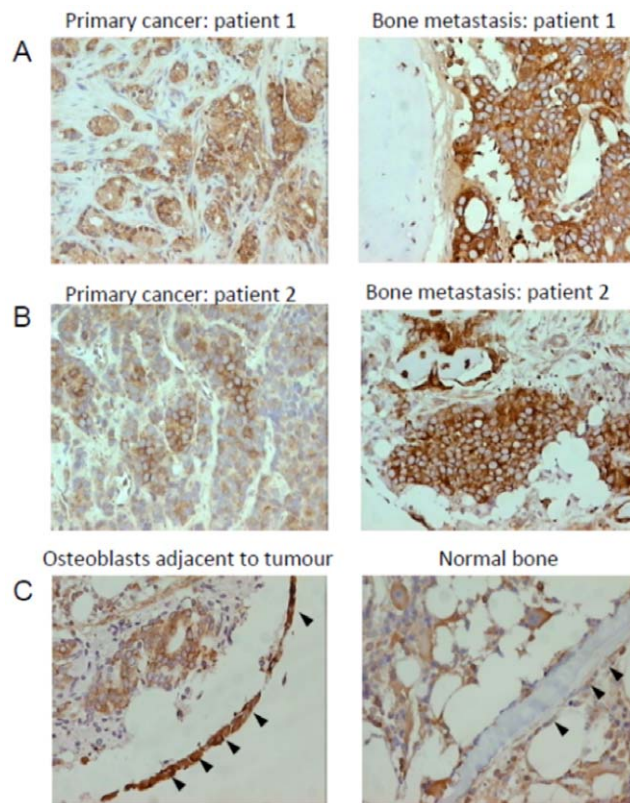 Primary cancer: patient 1
Bone metastasis: patient 1
A
Primary cancer: patient 2
Bone metastasis: patient 2
B
Osteoblasts adjacent to tumour
Normal bone
C